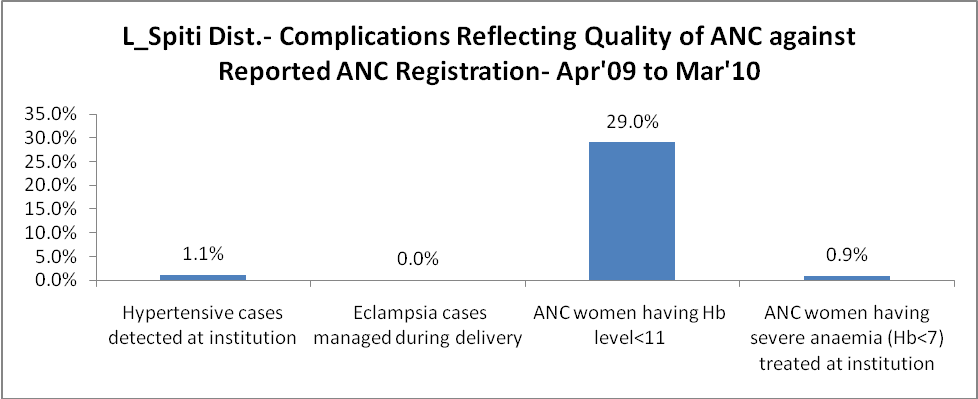 L_Spiti Dist.- Complications Reflecting Quality of ANC against
Reported ANC Registration- Apr'09 to Mar'10
35.0%
30.0%
25.0%
20.0%
15.0%
10.0%
5.0%
0.0%
1.1%
0.0%
29.0%
0.9%
Hypertensive cases
detected at institution
Eclampsia cases
managed during delivery
ANC women having Hb
level<11
ANC women having
severe anaemia (Hb<7)
treated at institution